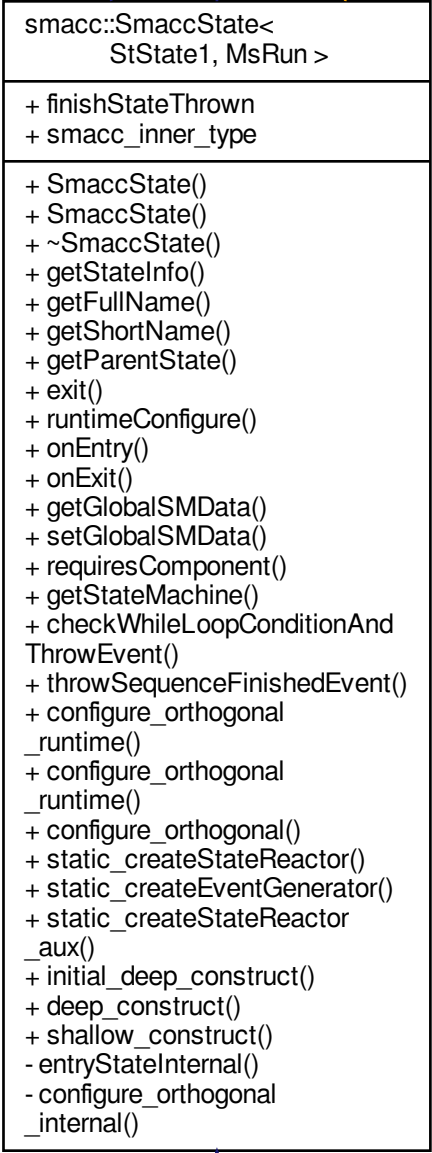 smacc::SmaccState<
StState1, MsRun >
+ finishStateThrown
+ smacc_inner_type
+ SmaccState()
+ SmaccState()
+ ~SmaccState()
+ getStateInfo()
+ getFullName()
+ getShortName()
+ getParentState()
+ exit()
+ runtimeConfigure()
+ onEntry()
+ onExit()
+ getGlobalSMData()
+ setGlobalSMData()
+ requiresComponent()
+ getStateMachine()
+ checkWhileLoopConditionAnd
ThrowEvent()
+ throwSequenceFinishedEvent()
+ configure_orthogonal
_runtime()
+ configure_orthogonal
_runtime()
+ configure_orthogonal()
+ static_createStateReactor()
+ static_createEventGenerator()
+ static_createStateReactor
_aux()
+ initial_deep_construct()
+ deep_construct()
+ shallow_construct()
- entryStateInternal()
- configure_orthogonal
_internal()